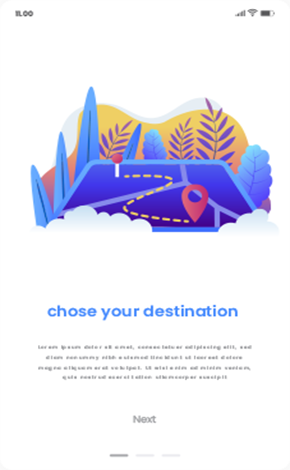 11.00
chose your destination
lorem ipsum dolor sit amet, consectetuer adipiscing elit, sed
diam nonummy nibh euismod tincidunt ut laoreet dolore
magna aliquam erat volutpat. Ut wisi enim ad minim veniam,
quis nostrud exerci tation ullamcorper suscipit
Next